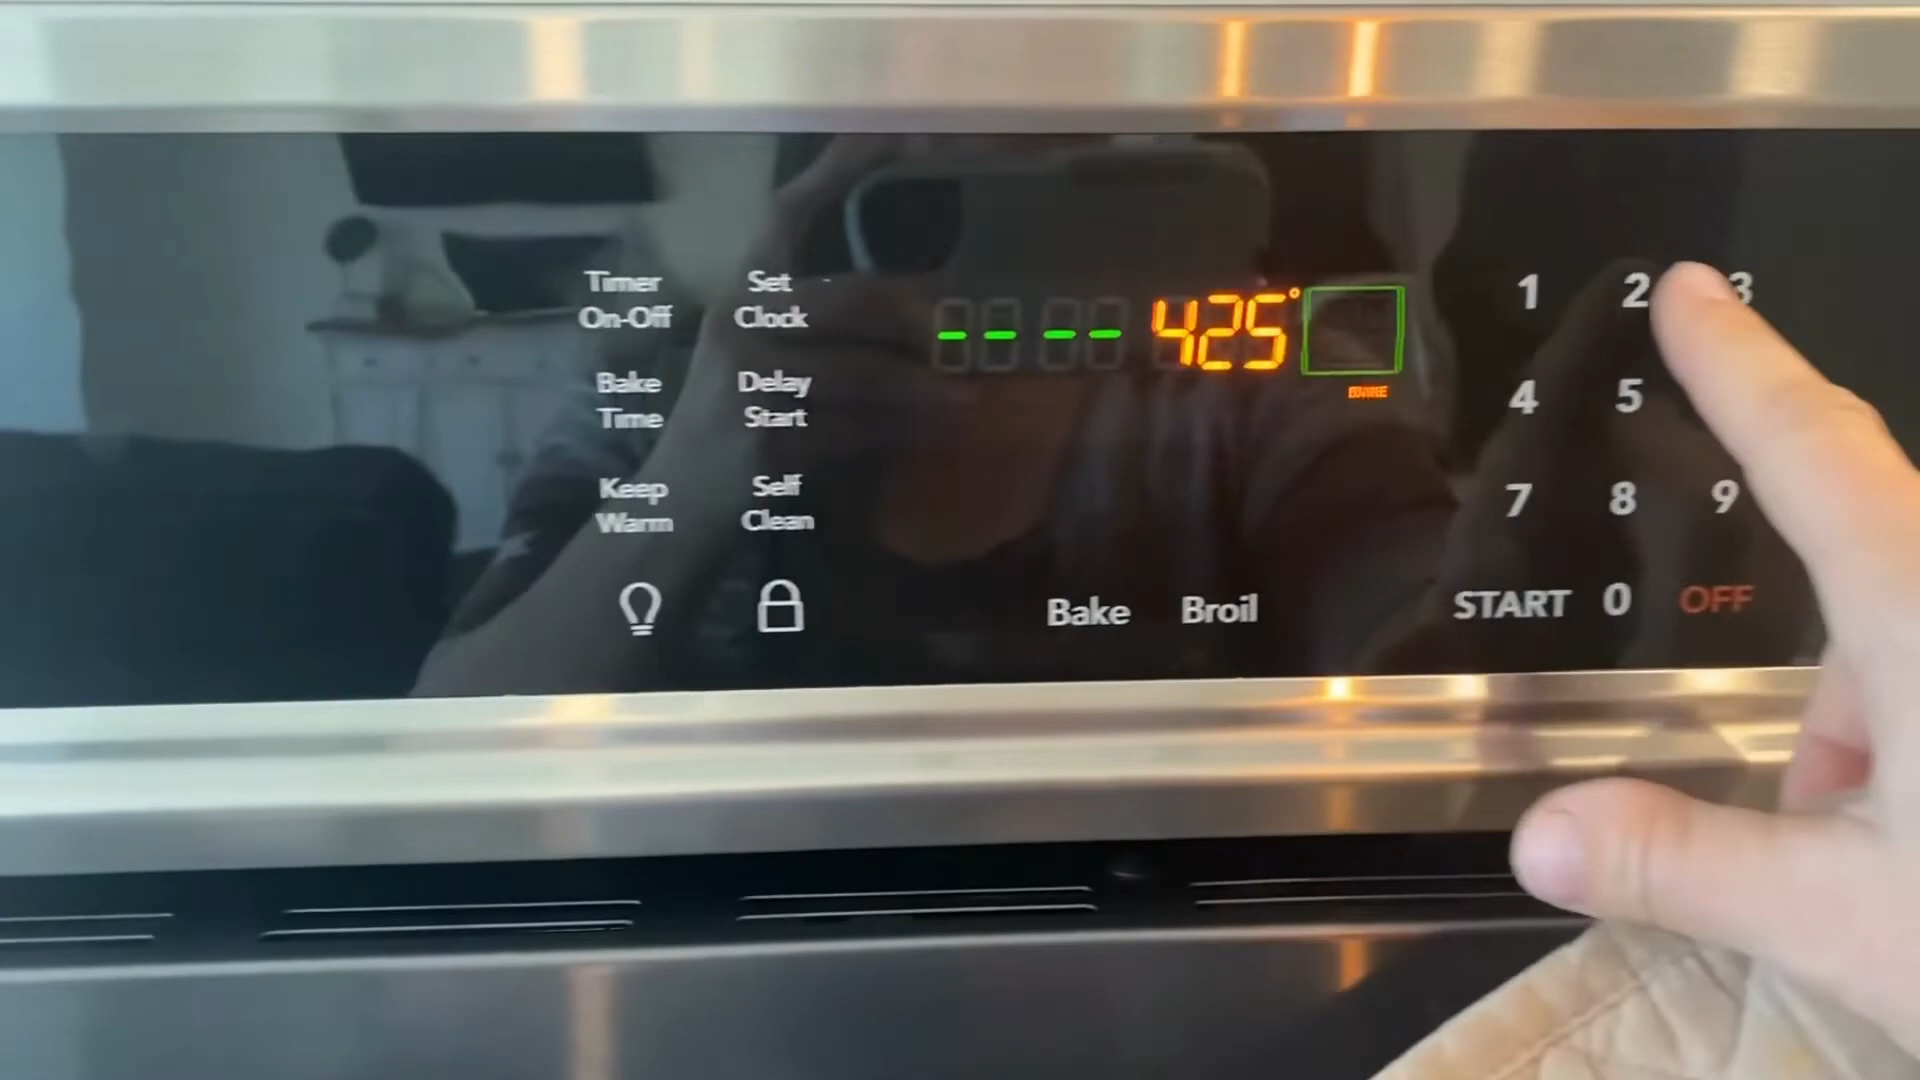 Timer
On-Off
Set
Clock
-- -- 425°
1 2 3
Bake
Time
Delay
Start
4 5
Keep
Warm
Self
Clean
7 8 9
Bake Broil
START 0 OFF